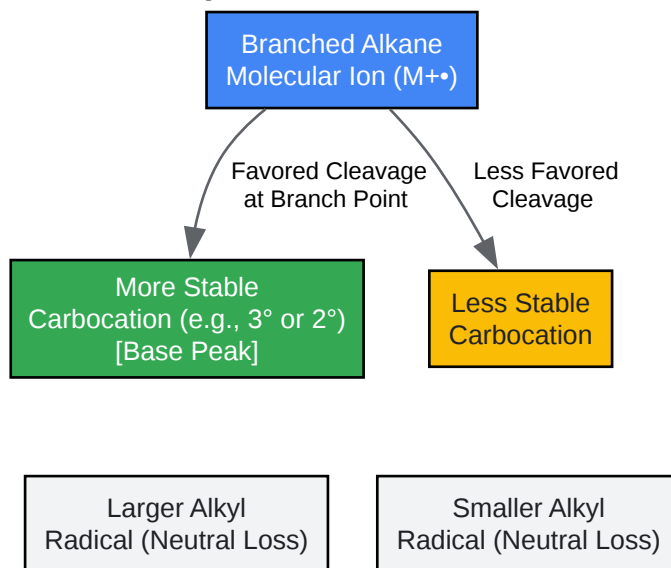 Branched Alkane
Molecular Ion (M+•)
Favored Cleavage
at Branch Point
Less Favored
Cleavage
More Stable
Carbocation (e.g., 3° or 2°)
[Base Peak]
Less Stable
Carbocation
Larger Alkyl
Radical (Neutral Loss)
Smaller Alkyl
Radical (Neutral Loss)